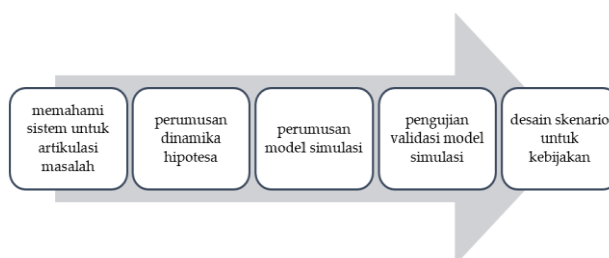 memahami
sistem untuk
artikulasi
masalah
perumusan
dinamika
hipotesa
perumusan
model simulasi
pengujian
validasi model
simulasi
desain skenario
untuk
kebijakan